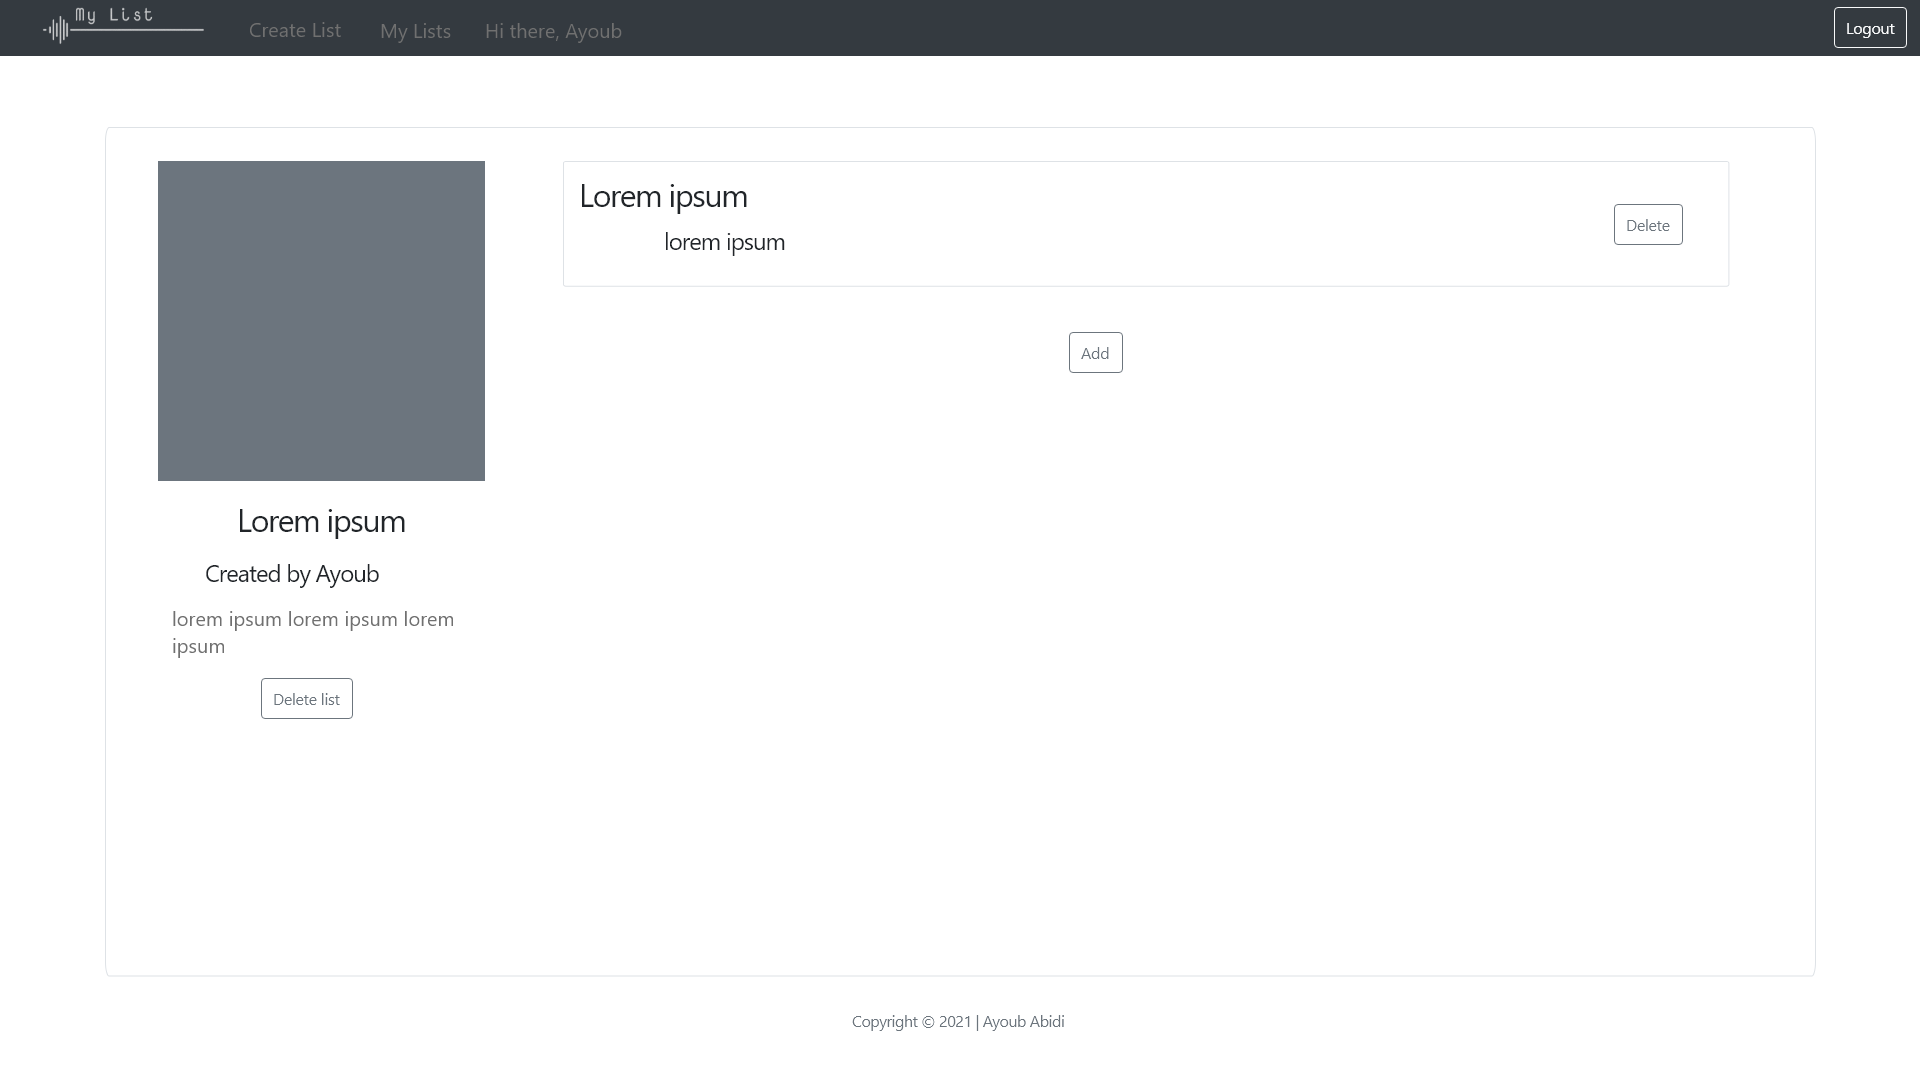 My List
Create List
My Lists
Hi there, Ayoub
Logout
Lorem ipsum
lorem ipsum
Delete
Add
Lorem ipsum
Created by Ayoub
lorem ipsum lorem ipsum lorem
ipsum
Delete list
Copyright © 2021 | Ayoub Abidi